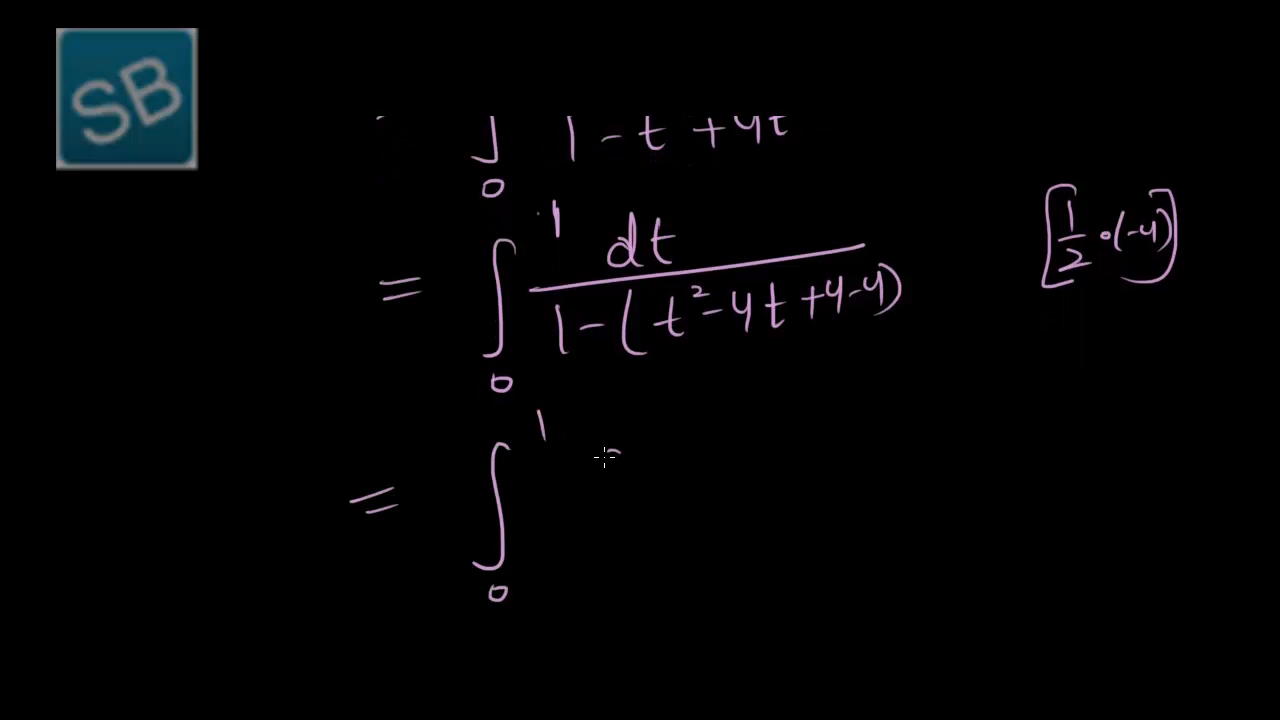 SB
∫ 1 - t + 4t
0
1
= ∫ dt
1 - (t² - 4t + 4 - 4)
0
[1/2 · (-4)]
1
= ∫
0